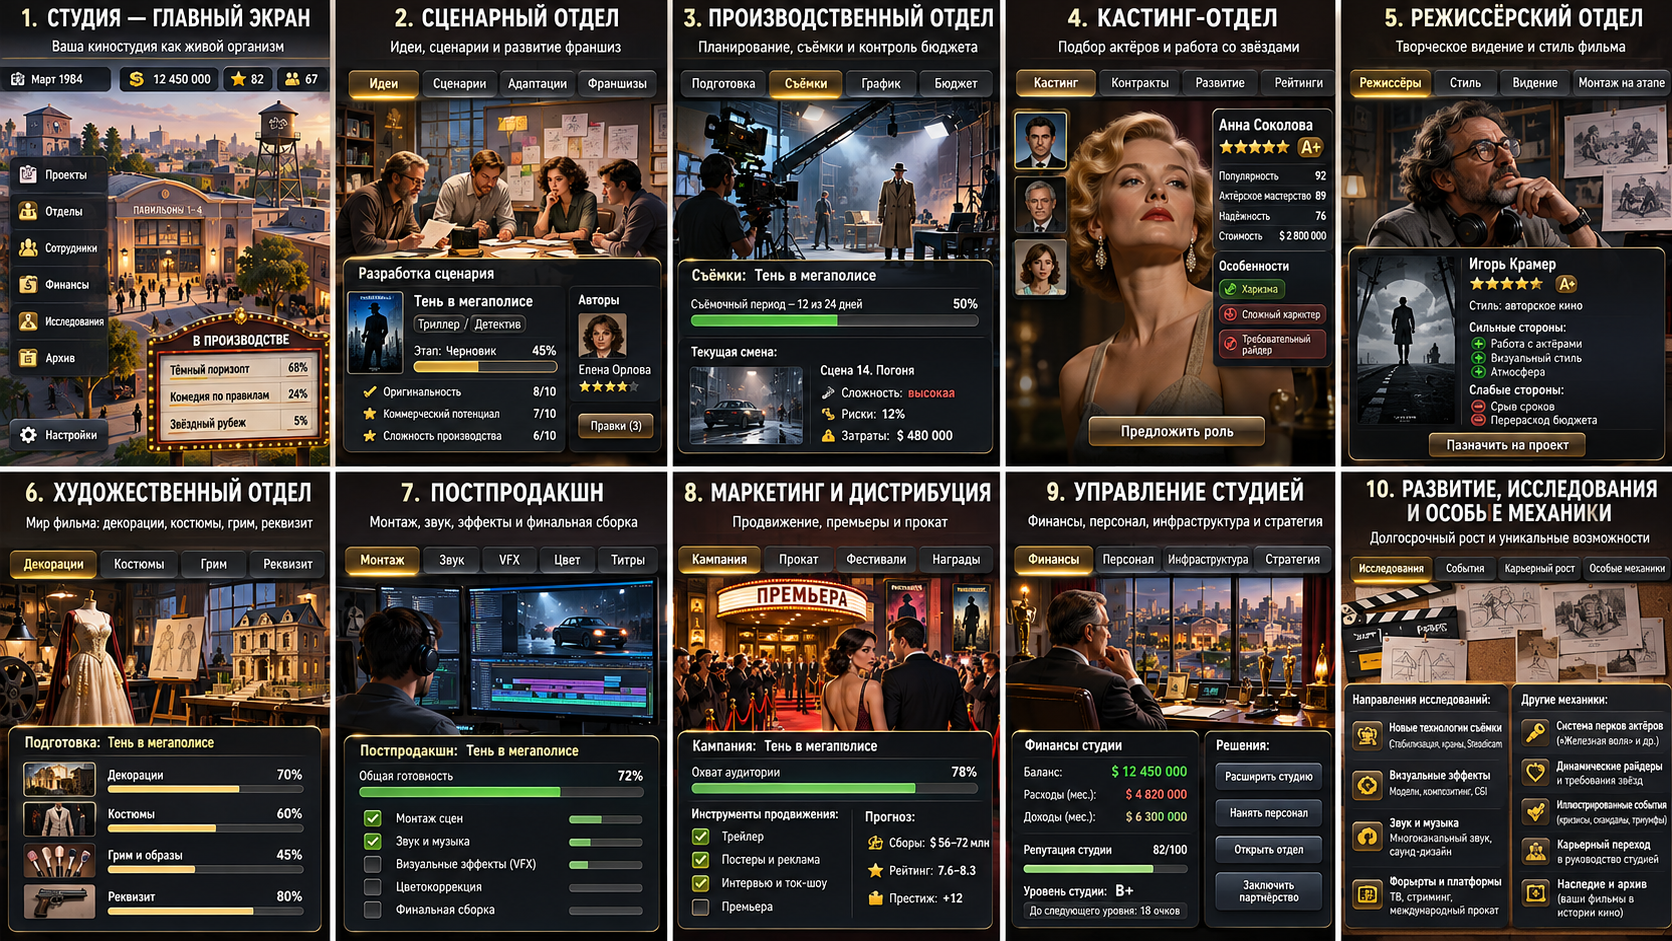 1. СТУДИЯ — ГЛАВНЫЙ ЭКРАН
Ваша киностудия как живой организм
Март 1984
12 450 000
82
67
Проекты
Отделы
Сотрудники
Финансы
Исследования
Архив
Настройки
ПАВИЛЬОНЫ 1–4
В ПРОИЗВОДСТВЕ
Тёмный горизонт 68%
Комедия по правилам 24%
Звёздный рубеж 5%
2. СЦЕНАРНЫЙ ОТДЕЛ
Идеи, сценарии и развитие франшиз
Идеи
Сценарии
Адаптации
Франшизы
Разработка сценария
Тень в мегаполисе
Триллер / Детектив
Этап: Черновик 45%
Оригинальность 8/10
Коммерческий потенциал 7/10
Сложность производства 6/10
Авторы
Елена Орлова
Правки (3)
3. ПРОИЗВОДСТВЕННЫЙ ОТДЕЛ
Планирование, съёмки и контроль бюджета
Подготовка
Съёмки
График
Бюджет
Съёмки: Тень в мегаполисе
Съёмочный период – 12 из 24 дней 50%
Текущая смена:
Сцена 14. Погоня
Сложность: высокая
Риски: 12%
Затраты: $ 480 000
4. КАСТИНГ-ОТДЕЛ
Подбор актёров и работа со звёздами
Кастинг
Контракты
Развитие
Рейтинги
Анна Соколова
A+
Популярность 92
Актёрское мастерство 89
Надёжность 76
Стоимость $ 2 800 000
Особенности
Харизма
Сложный харктер
Требовательный
райдер
Предложить роль
5. РЕЖИССЁРСКИЙ ОТДЕЛ
Творческое видение и стиль фильма
Режиссёры
Стиль
Видение
Монтаж на этапе
Игорь Крамер
A+
Стиль: авторское кино
Сильные стороны:
Работа с актёрами
Визуальный стиль
Атмосфера
Слабые стороны:
Срыв сроков
Перерасход бюджета
Пазначить на проект
6. ХУДОЖЕСТВЕННЫЙ ОТДЕЛ
Мир фильма: декорации, костюмы, грим, реквизит
Декорации
Костюмы
Грим
Реквизит
Подготовка: Тень в мегаполисе
Декорации 70%
Костюмы 60%
Грим и образы 45%
Реквизит 80%
7. ПОСТПРОДАКШН
Монтаж, звук, эффекты и финальная сборка
Монтаж
Звук
VFX
Цвет
Титры
Постпродакшн: Тень в мегаполисе
Общая готовность 72%
Монтаж сцен
Звук и музыка
Визуальные эффекты (VFX)
Цветокоррекция
Финальная сборка
8. МАРКЕТИНГ И ДИСТРИБУЦИЯ
Продвижение, премьеры и прокат
Кампания
Прокат
Фестивали
Награды
ПРЕМЬЕРА
Кампания: Тень в мегаполисе
Охват аудитории 78%
Инструменты продвижения:
Трейлер
Постеры и реклама
Интервью и ток-шоу
Премьера
Прогноз:
Сборы: $ 56–72 млн
Рейтинг: 7.6–8.3
Престиж: +12
9. УПРАВЛЕНИЕ СТУДИЕЙ
Финансы, персонал, инфраструктура и стратегия
Финансы
Персонал
Инфраструктура
Стратегия
Финансы студии
Баланс: $ 12 450 000
Расходы (мес.): $ 4 820 000
Доходы (мес.): $ 6 300 000
Репутация студии 82/100
Уровень студии: B+
До следующего уровня: 18 очков
Решения:
Расширить студию
Нанять персонал
Открыть отдел
Заключить
партнёрство
10. РАЗВИТИЕ, ИССЛЕДОВАНИЯ
И ОСОБЫЕ МЕХАНИКИ
Долгосрочный рост и уникальные возможности
Исследования
События
Карьерный рост
Особые механики
Направления исследований:
Новые технологии съёмки
Стабилизация, краны, Steadicam
Визуальные эффекты
Модели, композитинг, CGI
Звук и музыка
Многоканальный звук,
саунд-дизайн
Форьрты и платформы
ТВ, стриминг,
международный прокат
Другие механики:
Система перков актёров
(«Железная воля» и др.)
Динамические райдеры
и требования звёзд
Иллюстрированные события
(кризисы, скандалы, триумфы)
Карьерный переход
в руководство студией
Наследие и архив
(ваши фильмы в
истории кино)